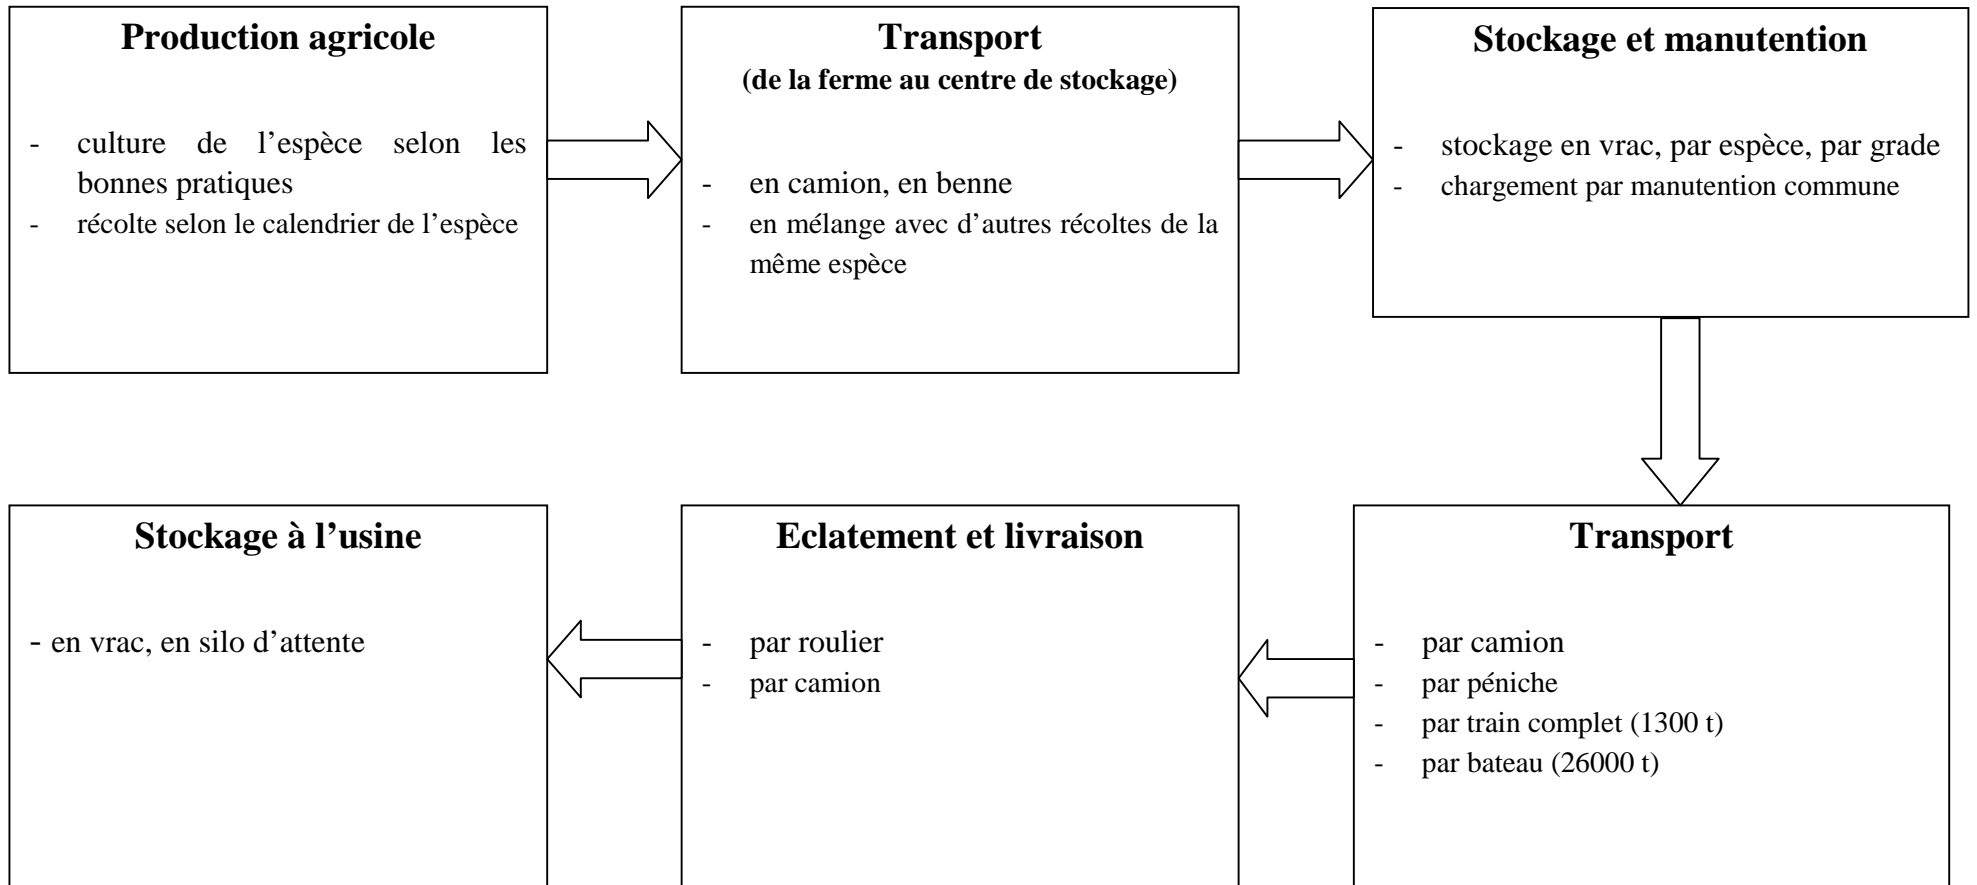 Production agricole
- culture de l’espèce selon les
bonnes pratiques
- récolte selon le calendrier de l’espèce
Transport
(de la ferme au centre de stockage)
- en camion, en benne
- en mélange avec d’autres récoltes de la
même espèce
Stockage et manutention
- stockage en vrac, par espèce, par grade
- chargement par manutention commune
Transport
- par camion
- par péniche
- par train complet (1300 t)
- par bateau (26000 t)
Eclatement et livraison
- par roulier
- par camion
Stockage à l’usine
- en vrac, en silo d’attente